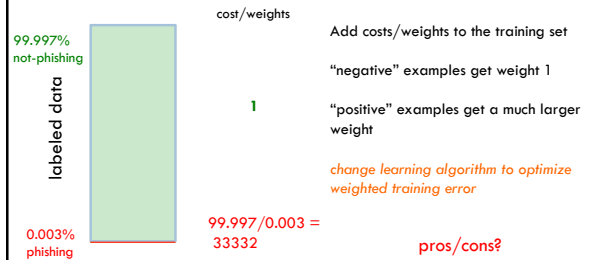 99.997%
not-phishing
labeled data
0.003%
phishing
cost/weights
1
99.997/0.003 =
33332
Add costs/weights to the training set
“negative” examples get weight 1
“positive” examples get a much larger
weight
change learning algorithm to optimize
weighted training error
pros/cons?